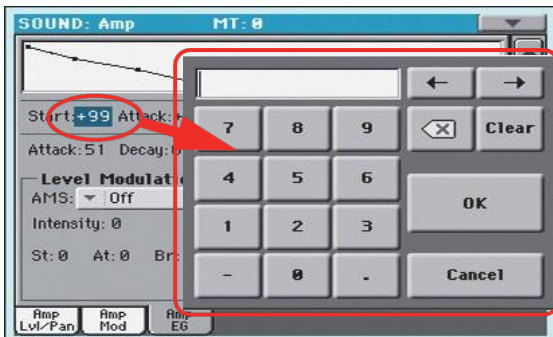 SOUND: Amp MT: 0
← →
Start: +99 Attack:
7 8 9 Clear
Attack: 51 Decay:
Level Modulati
4 5 6 OK
AMS: Off
Intensity: 0
1 2 3
St: 0 At: 0 Br:
- 0 . Cancel
Amp Lvl/Pan Amp Mod Amp EG